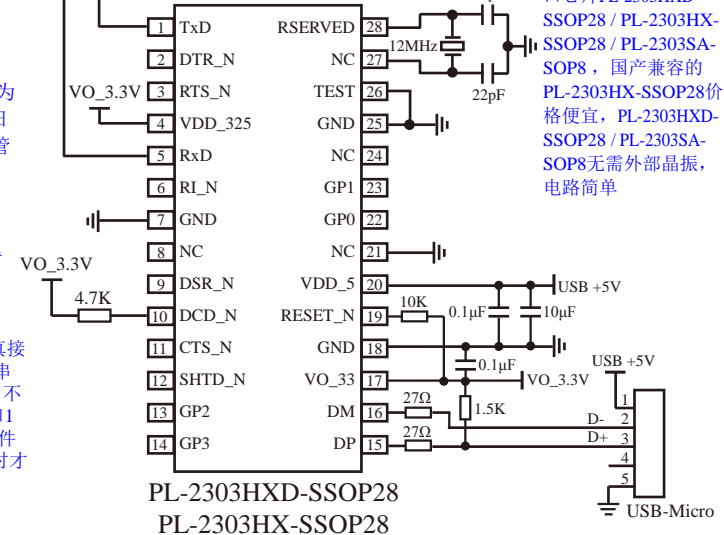 SSOP28 / PL-2303HX-
SSOP28 / PL-2303SA-
SOP8，国产兼容的
PL-2303HX-SSOP28价
格便宜，PL-2303HXD-
SSOP28 / PL-2303SA-
SOP8无需外部晶振，
电路简单
为
管
接
串
不
件
才
1 TxD
2 DTR_N
3 RTS_N
4 VDD_325
5 RxD
6 RI_N
7 GND
8 NC
9 DSR_N
10 DCD_N
11 CTS_N
12 SHTD_N
13 GP2
14 GP3
RSERVED 28
NC 27
TEST 26
GND 25
NC 24
GP1 23
GP0 22
NC 21
VDD_5 20
RESET_N 19
GND 18
VO_33 17
DM 16
DP 15
VO_3.3V
VO_3.3V
4.7K
12MHz
22pF
USB +5V
10K
0.1μF
10μF
0.1μF
VO_3.3V
USB +5V
27Ω
1.5K
27Ω
D-
D+
1
2
3
4
5
USB-Micro
PL-2303HXD-SSOP28
PL-2303HX-SSOP28